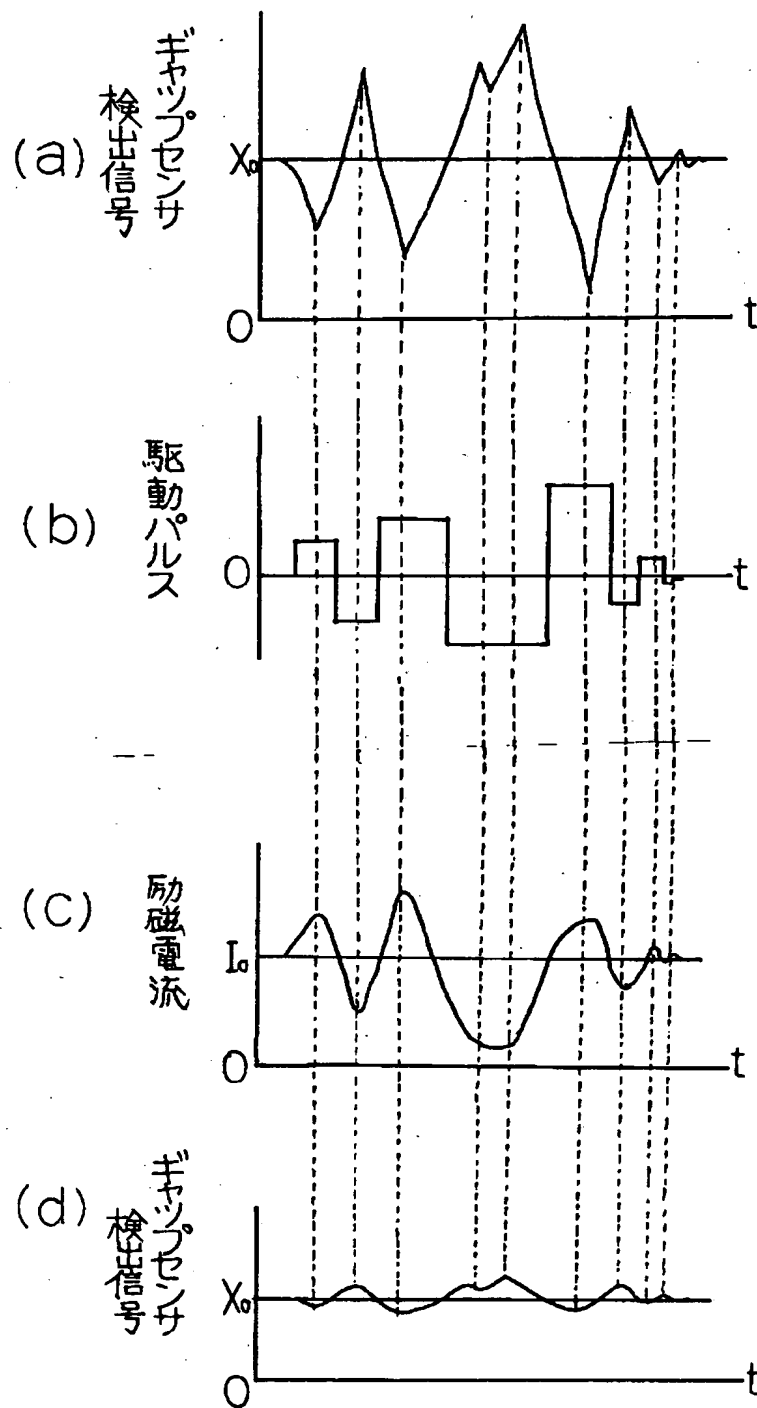 (a)
ギャップセンサ
検出信号
X₀
0
t
(b)
駆動パルス
0
t
(c)
励磁電流
I₀
0
t
(d)
ギャップセンサ
検出信号
X₀
0
t